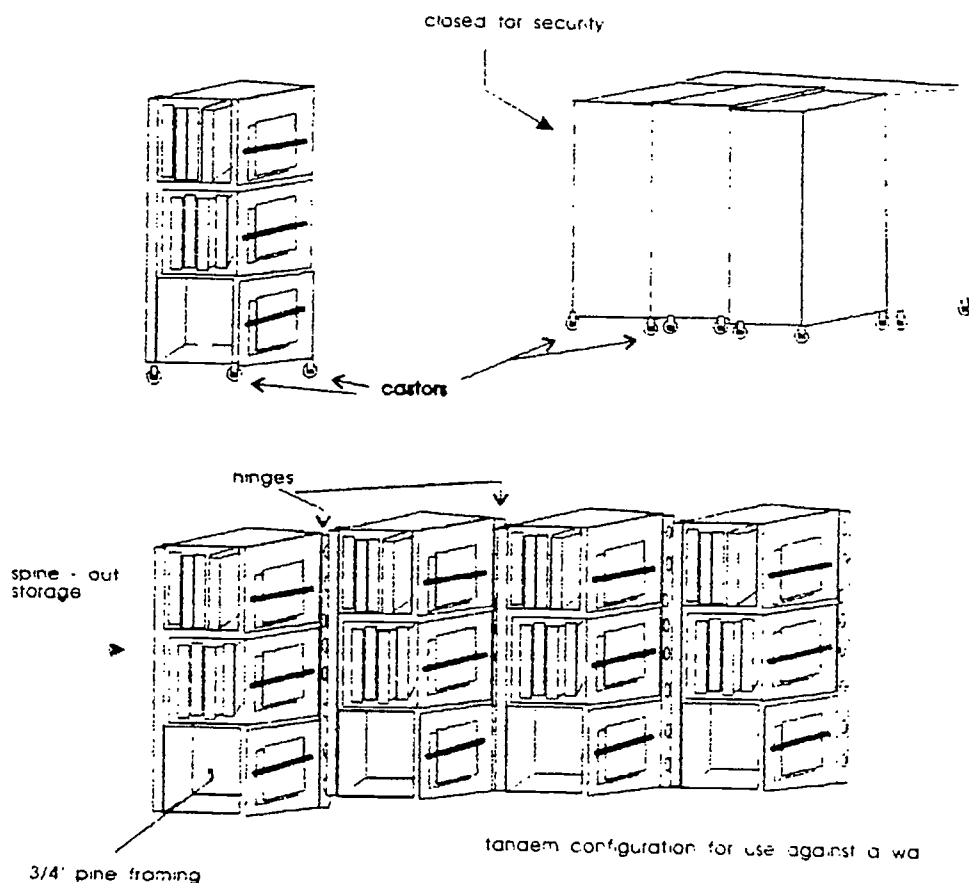 closed for security
castors
hinges
spine - out
storage
3/4' pine framing
tandem configuration for use against a wa